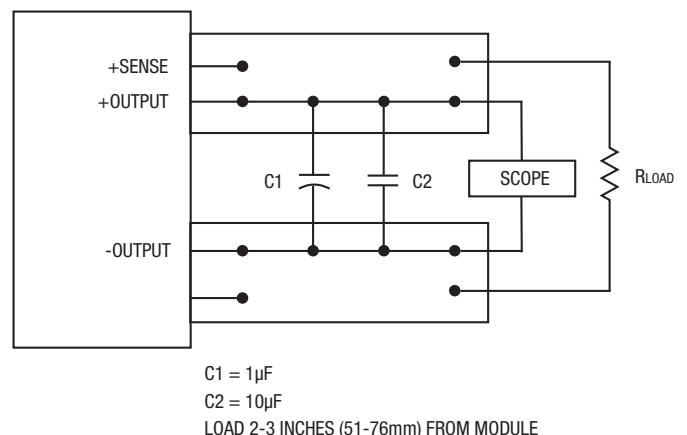 +SENSE
+OUTPUT
C1
C2
SCOPE
RLOAD
-OUTPUT
C1 = 1µF
C2 = 10µF
LOAD 2-3 INCHES (51-76mm) FROM MODULE